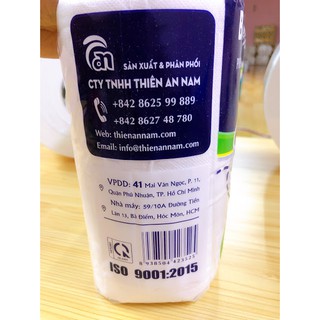 an
SẢN XUẤT & PHÂN PHỐI
CTY TNHH THIÊN AN NAM
+842 8625 99 889
+842 8627 48 780
Web: thienannam.com
Email: info@thienannam.com
VPDD: 41 Mai Văn Ngọc, P. 11,
Quận Phú Nhuận, TP. Hồ Chí Minh
Nhà máy: 59/10A Đường Tiền
Lân 13, Bà Điểm, Hóc Môn, HCM
ISO 9001:2015